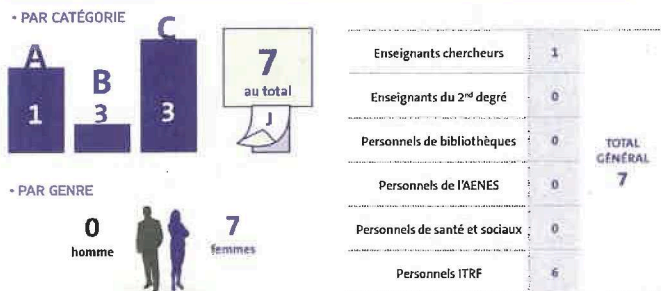 • PAR CATÉGORIE
A
1
B
3
C
3
7
au total
J
• PAR GENRE
0
homme
7
femmes
Enseignants chercheurs 1
Enseignants du 2nd degré 0
Personnels de bibliothèques 0
Personnels de l'AENES 0
Personnels de santé et sociaux 0
Personnels ITRF 6
TOTAL
GÉNÉRAL
7